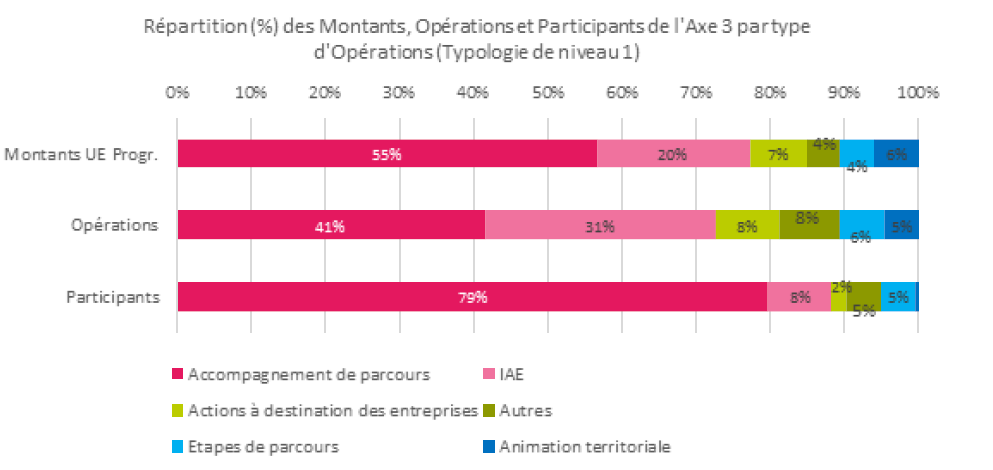 Répartition (%) des Montants, Opérations et Participants de l'Axe 3 par type
d'Opérations (Typologie de niveau 1)
0% 10% 20% 30% 40% 50% 60% 70% 80% 90% 100%
Montants UE Progr. 55% 20% 7% 4% 4% 6%
Opérations 41% 31% 8% 8% 6% 5%
Participants 79% 8% 2% 5% 5%
Accompagnement de parcours IAE
Actions à destination des entreprises Autres
Etapes de parcours Animation territoriale